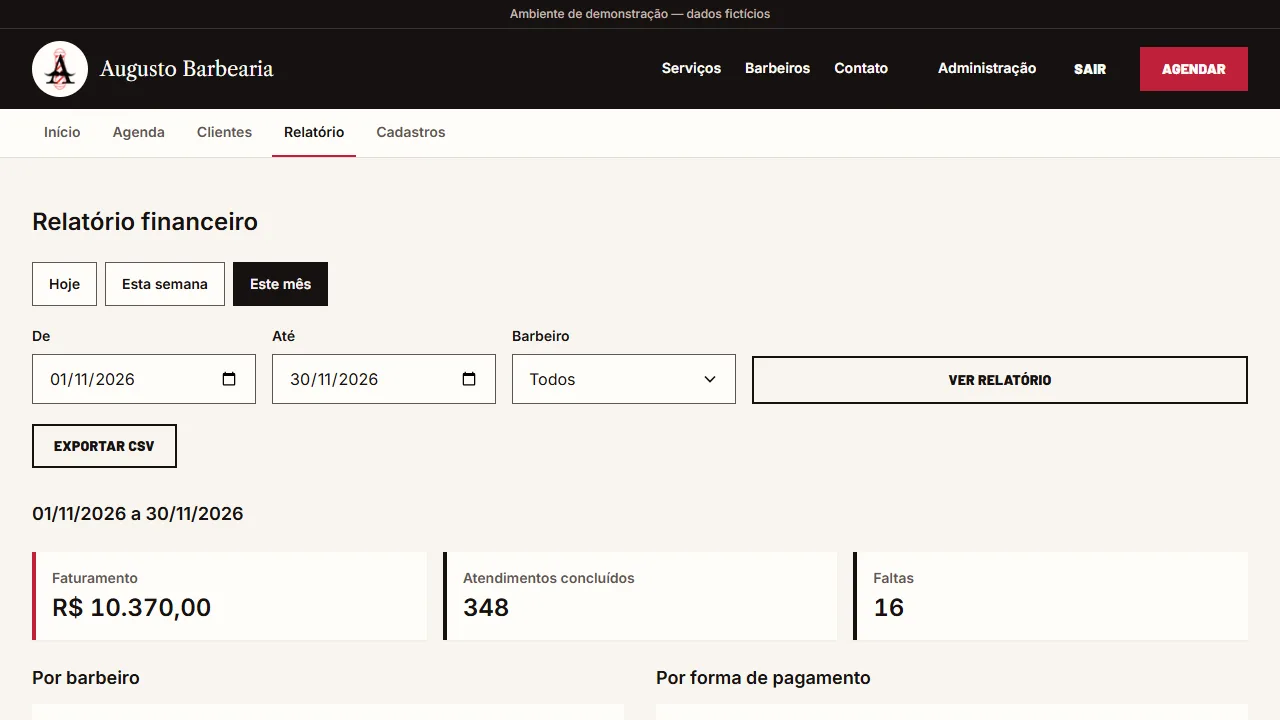 Ambiente de demonstração — dados fictícios
A
Augusto Barbearia
Serviços
Barbeiros
Contato
Administração
SAIR
AGENDAR
Início
Agenda
Clientes
Relatório
Cadastros
Relatório financeiro
Hoje
Esta semana
Este mês
De
Até
Barbeiro
01/11/2026
30/11/2026
Todos
VER RELATÓRIO
EXPORTAR CSV
01/11/2026 a 30/11/2026
Faturamento
R$ 10.370,00
Atendimentos concluídos
348
Faltas
16
Por barbeiro
Por forma de pagamento